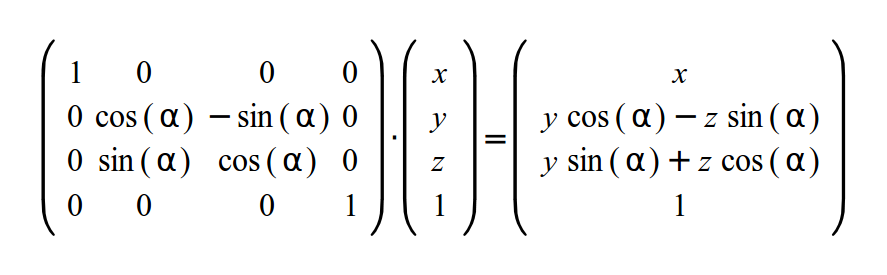 1 0 0 0 x x
0 cos(α) −sin(α) 0 y y cos(α)−z sin(α)
· =
0 sin(α) cos(α) 0 z y sin(α)+z cos(α)
0 0 0 1 1 1